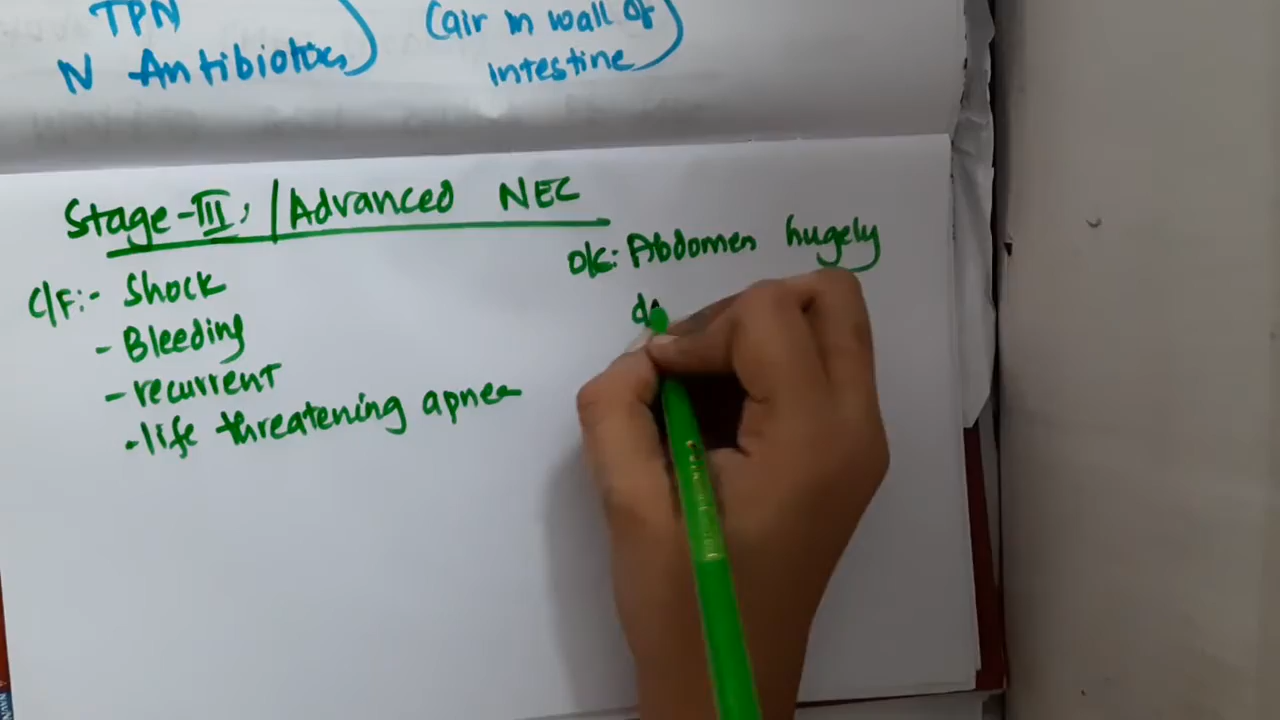 TPN
N Antibiotics)
(air in wall of
intestine)
Stage-III, / Advanced NEC
C/F:- Shock
- Bleeding
- recurrent
- life threatening apnea
O/E: Abdomen hugely